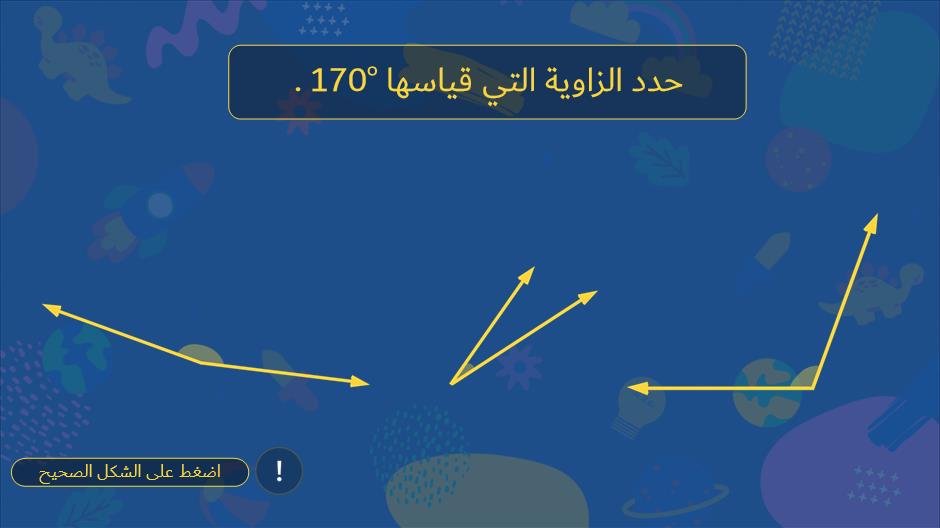 حدد الزاوية التي قياسها 170° .
اضغط على الشكل الصحيح
!